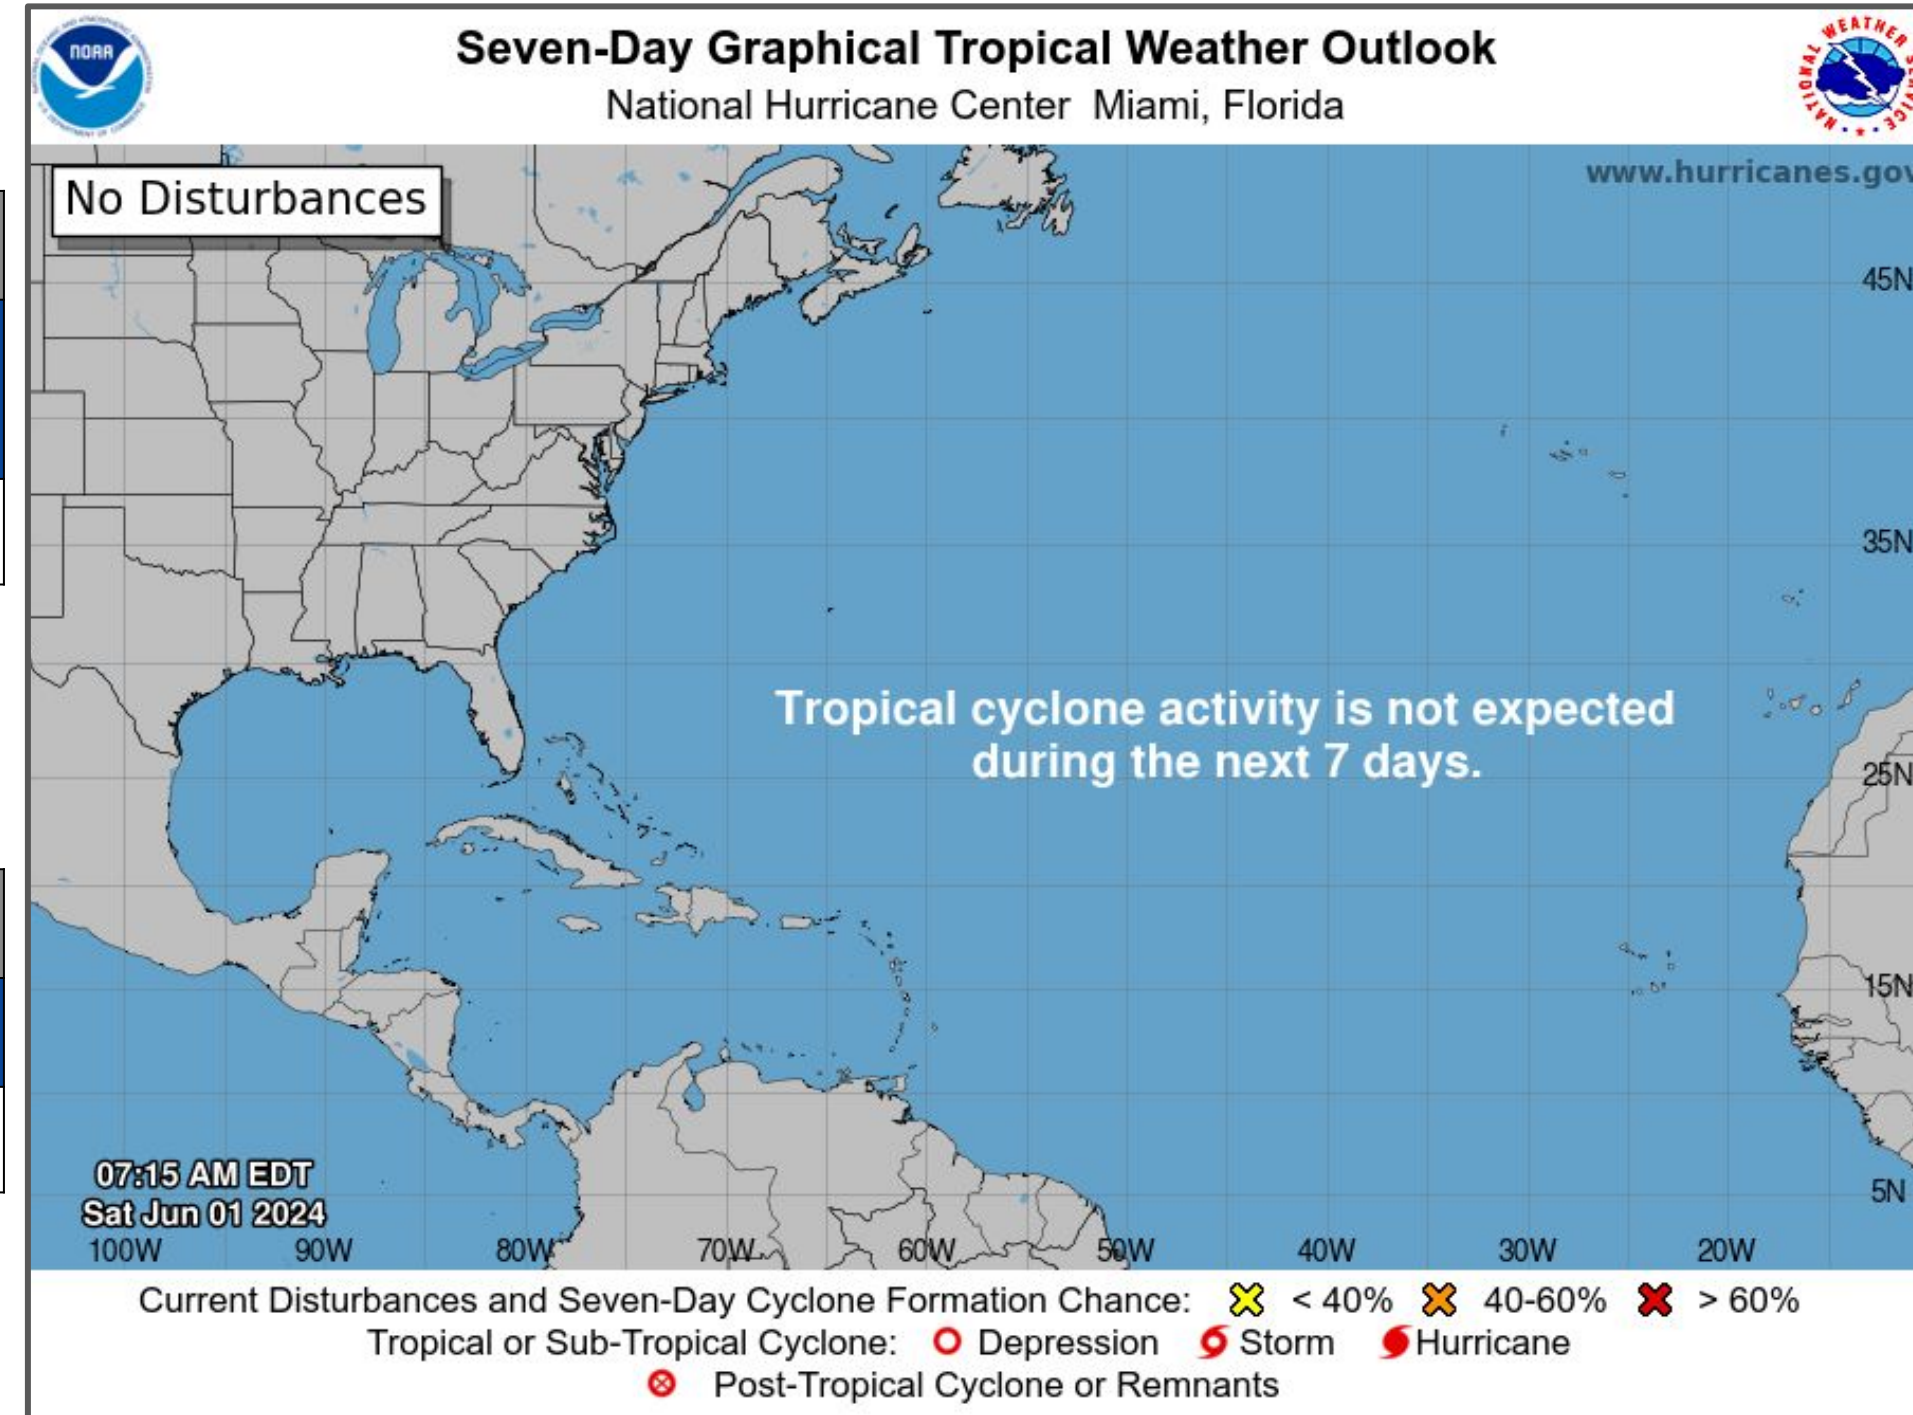 NOAA
Seven-Day Graphical Tropical Weather Outlook
National Hurricane Center Miami, Florida
NATIONAL WEATHER
No Disturbances
www.hurricanes.gov
45N
35N
Tropical cyclone activity is not expected
during the next 7 days.
25N
15N
07:15 AM EDT
Sat Jun 01 2024
5N
100W 90W 80W 70W 60W 50W 40W 30W 20W
Current Disturbances and Seven-Day Cyclone Formation Chance: < 40% 40-60% > 60%
Tropical or Sub-Tropical Cyclone: Depression Storm Hurricane
Post-Tropical Cyclone or Remnants